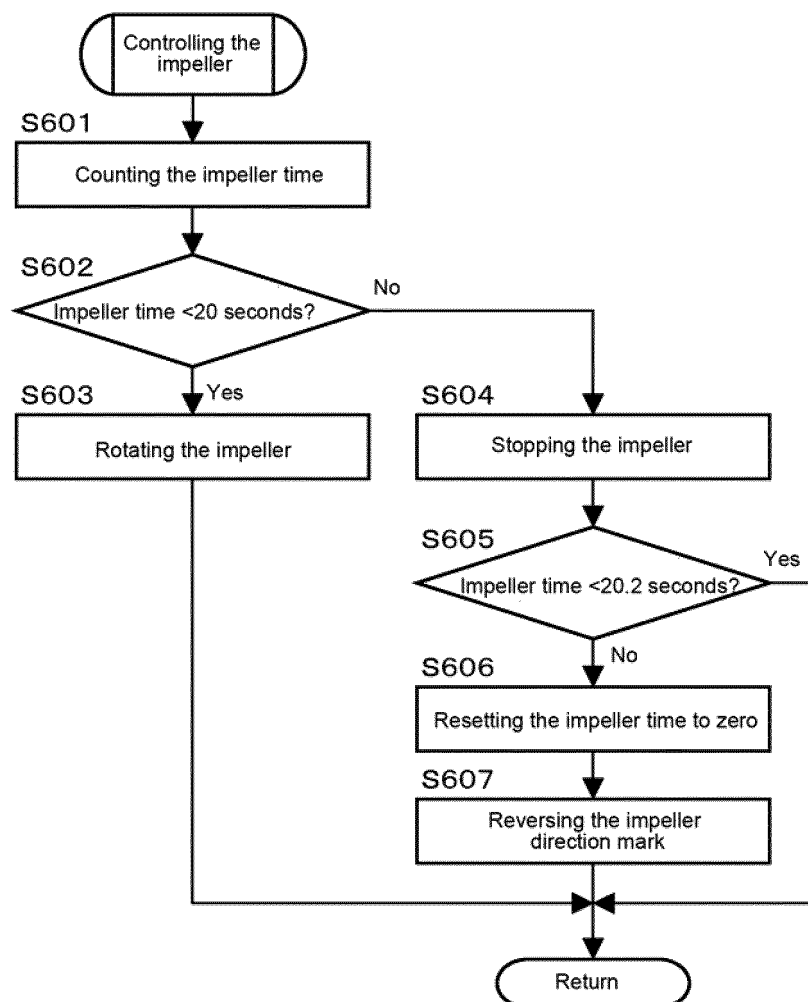 Controlling the
impeller
S601
Counting the impeller time
S602
Impeller time <20 seconds?
No
Yes
S603
Rotating the impeller
S604
Stopping the impeller
S605
Impeller time <20.2 seconds?
Yes
No
S606
Resetting the impeller time to zero
S607
Reversing the impeller
direction mark
Return